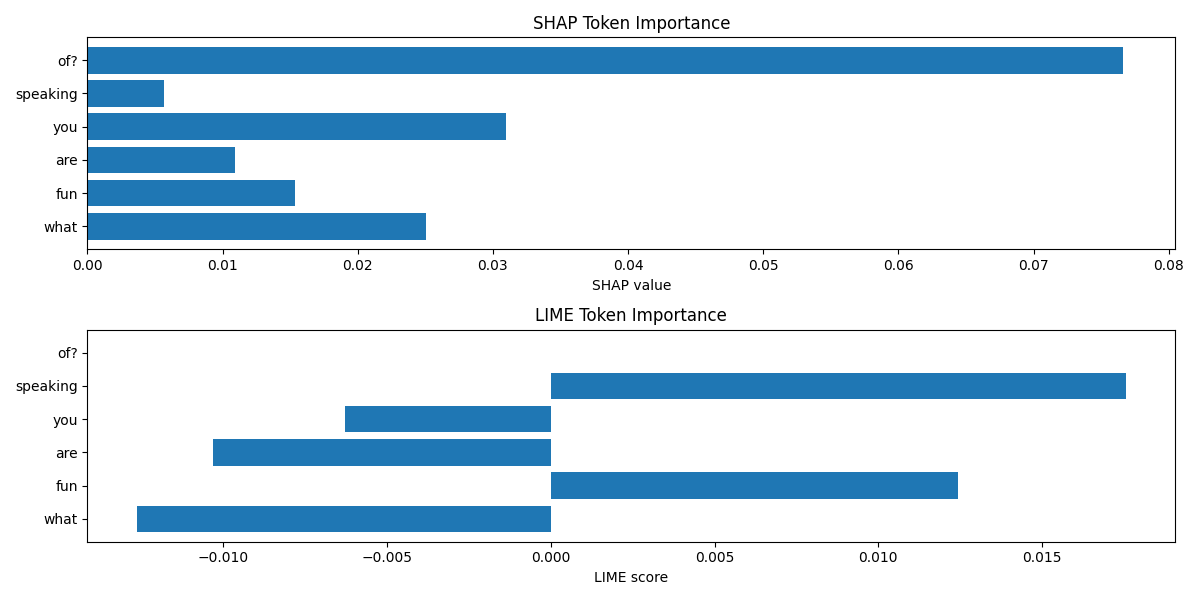 SHAP Token Importance
of?
speaking
you
are
fun
what
0.00 0.01 0.02 0.03 0.04 0.05 0.06 0.07 0.08
SHAP value
LIME Token Importance
of?
speaking
you
are
fun
what
−0.010 −0.005 0.000 0.005 0.010 0.015
LIME score